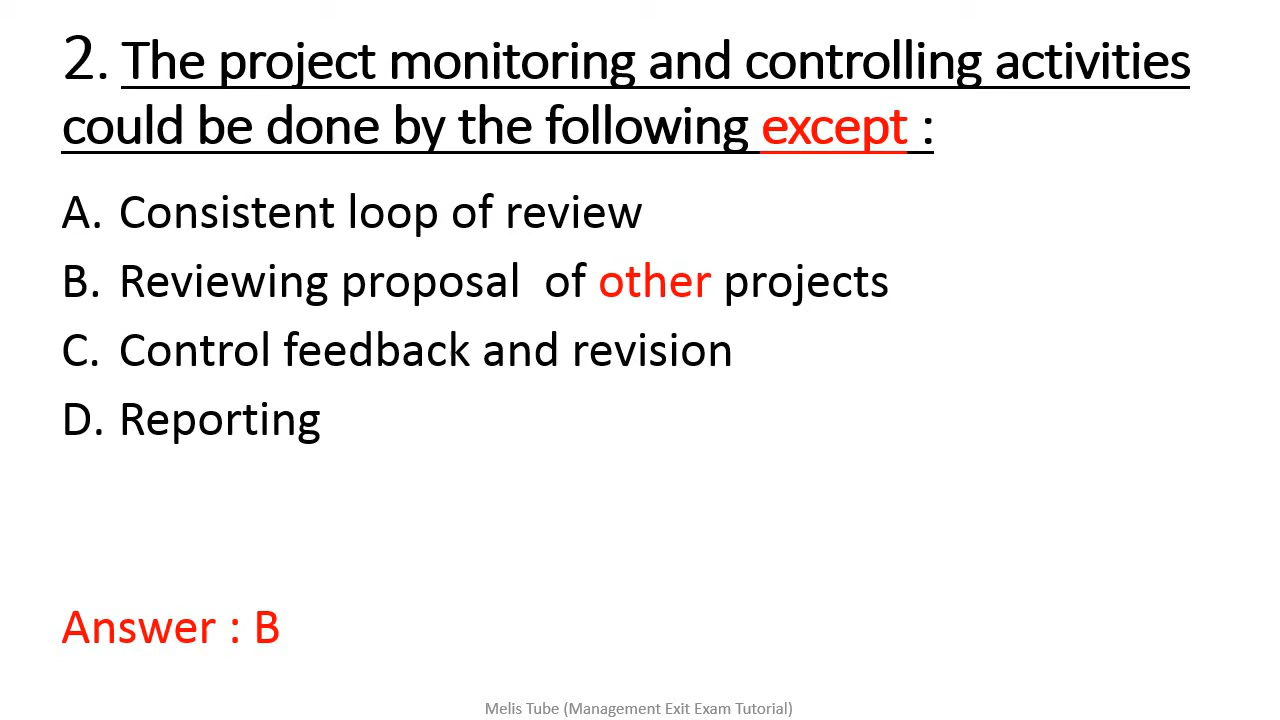 2. The project monitoring and controlling activities
could be done by the following except :
A. Consistent loop of review
B. Reviewing proposal  of other projects
C. Control feedback and revision
D. Reporting
Answer : B
Melis Tube (Management Exit Exam Tutorial)